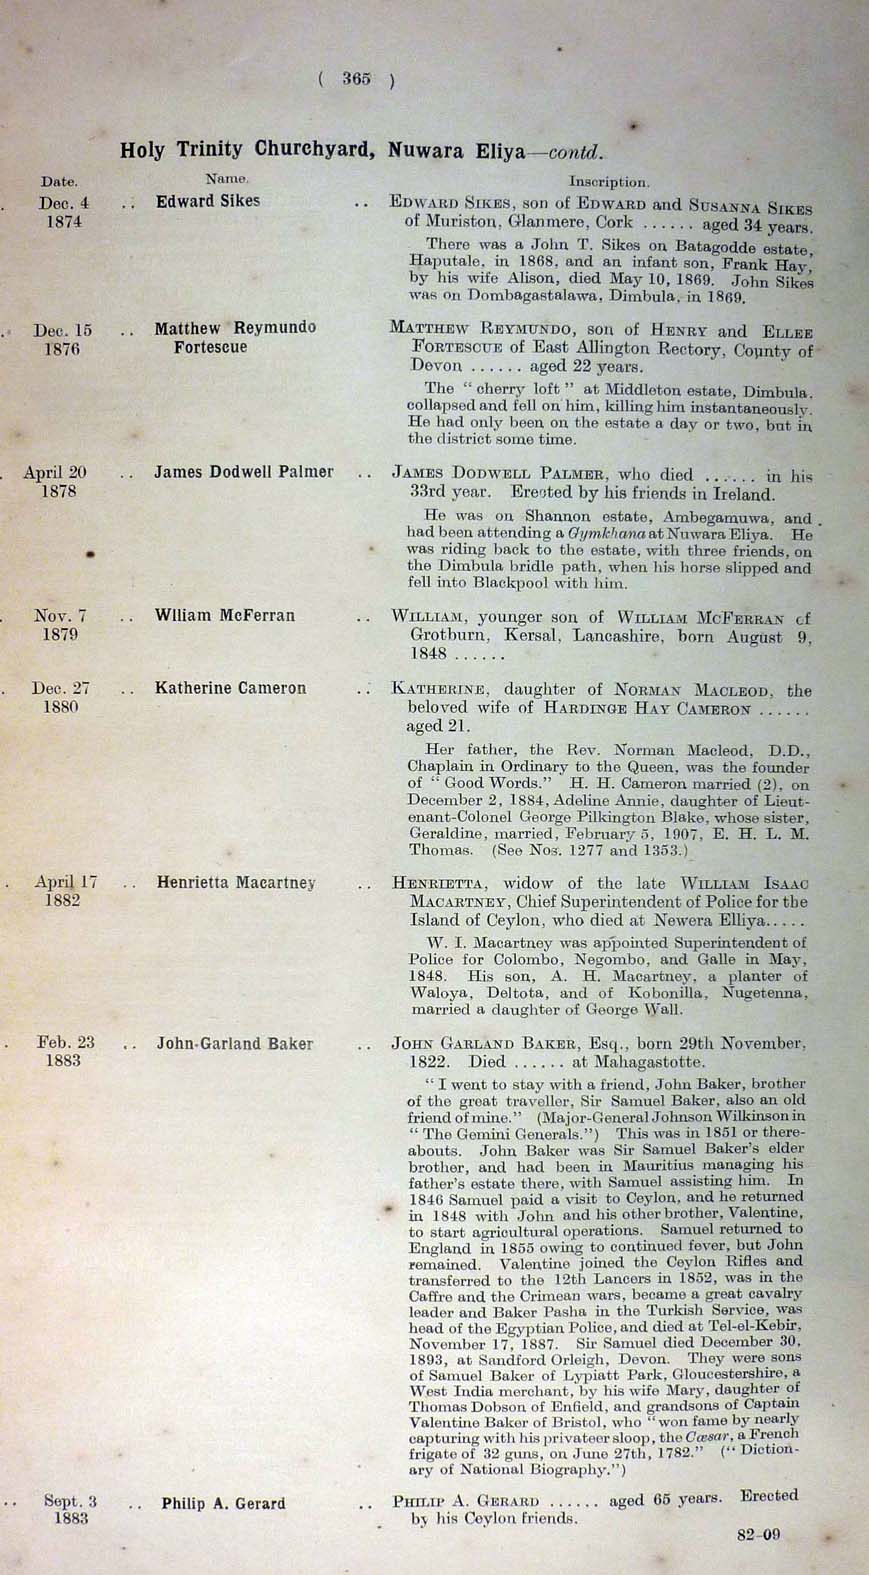 ( 365 )
Holy Trinity Churchyard, Nuwara Eliya—contd.
Date. Name. Inscription.
Dec. 4 .. Edward Sikes .. EDWARD SIKES, son of EDWARD and SUSANNA SIKES
1874 of Muriston, Glanmere, Cork ...... aged 34 years.
There was a John T. Sikes on Batagodde estate,
Haputale, in 1868, and an infant son, Frank Hay,
by his wife Alison, died May 10, 1869. John Sikes
was on Dombagastalawa, Dimbula, in 1869.
Dec. 15 .. Matthew Reymundo MATTHEW REYMUNDO, son of HENRY and ELLEE
1876 Fortescue FORTESCUE of East Allington Rectory, County of
Devon ...... aged 22 years.
The "cherry loft" at Middleton estate, Dimbula,
collapsed and fell on him, killing him instantaneously.
He had only been on the estate a day or two, but in
the district some time.
April 20 .. James Dodwell Palmer .. JAMES DODWELL PALMER, who died ...... in his
1878 33rd year. Erected by his friends in Ireland.
He was on Shannon estate, Ambegamuwa, and
had been attending a Gymkhana at Nuwara Eliya. He
was riding back to the estate, with three friends, on
the Dimbula bridle path, when his horse slipped and
fell into Blackpool with him.
Nov. 7 .. Wlliam McFerran .. WILLIAM, younger son of WILLIAM MCFERRAN of
1879 Grotburn, Kersal, Lancashire, born August 9,
1848 ......
Dec. 27 .. Katherine Cameron .. KATHERINE, daughter of NORMAN MACLEOD, the
1880 beloved wife of HARDINGE HAY CAMERON ......
aged 21.
Her father, the Rev. Norman Macleod, D.D.,
Chaplain in Ordinary to the Queen, was the founder
of "Good Words." H. H. Cameron married (2), on
December 2, 1884, Adeline Annie, daughter of Lieut-
enant-Colonel George Pilkington Blake, whose sister,
Geraldine, married, February 5, 1907, E. H. L. M.
Thomas. (See Nos. 1277 and 1353.)
April 17 .. Henrietta Macartney .. HENRIETTA, widow of the late WILLIAM ISAAC
1882 MACARTNEY, Chief Superintendent of Police for the
Island of Ceylon, who died at Newera Elliya.....
W. I. Macartney was appointed Superintendent of
Police for Colombo, Negombo, and Galle in May,
1848. His son, A. H. Macartney, a planter of
Waloya, Deltota, and of Kobonilla, Nugetenna,
married a daughter of George Wall.
Feb. 23 .. John Garland Baker .. JOHN GARLAND BAKER, Esq., born 29th November,
1883 1822. Died ...... at Mahagastotte.
"I went to stay with a friend, John Baker, brother
of the great traveller, Sir Samuel Baker, also an old
friend of mine." (Major-General Johnson Wilkinson in
"The Gemini Generals.") This was in 1851 or there-
abouts. John Baker was Sir Samuel Baker's elder
brother, and had been in Mauritius managing his
father's estate there, with Samuel assisting him. In
1846 Samuel paid a visit to Ceylon, and he returned
in 1848 with John and his other brother, Valentine,
to start agricultural operations. Samuel returned to
England in 1855 owing to continued fever, but John
remained. Valentine joined the Ceylon Rifles and
transferred to the 12th Lancers in 1852, was in the
Caffre and the Crimean wars, became a great cavalry
leader and Baker Pasha in the Turkish Service, was
head of the Egyptian Police, and died at Tel-el-Kebir,
November 17, 1887. Sir Samuel died December 30,
1893, at Sandford Orleigh, Devon. They were sons
of Samuel Baker of Lypiatt Park, Gloucestershire, a
West India merchant, by his wife Mary, daughter of
Thomas Dobson of Enfield, and grandsons of Captain
Valentine Baker of Bristol, who "won fame by nearly
capturing with his privateer sloop, the Cæsar, a French
frigate of 32 guns, on June 27th, 1782." ("Diction-
ary of National Biography.")
Sept. 3 .. Philip A. Gerard .. PHILIP A. GERARD ...... aged 65 years. Erected
1883 by his Ceylon friends.
82-09